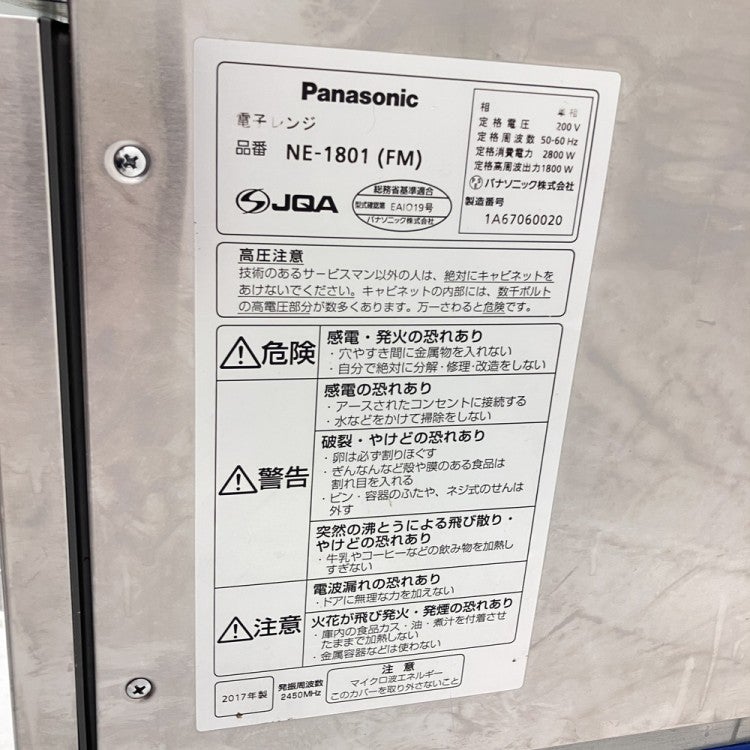 Panasonic
電子レンジ
品番 NE-1801 (FM)
JQA
総務省基準適合
型式確認第 EAI019号
パナソニック株式会社
相 単相
定格電圧 200 V
定格周波数 50-60 Hz
定格消費電力 2800 W
定格高周波出力 1800 W
パナソニック株式会社
製造番号
1A67060020
高圧注意
技術のあるサービスマン以外の人は、絶対にキャビネットを
あけないでください。キャビネットの内部には、数千ボルト
の高電圧部分が数多くあります。万一さわると危険です。
危険
感電・発火の恐れあり
・穴やすき間に金属物を入れない
・自分で絶対に分解・修理・改造をしない
警告
感電の恐れあり
・アースされたコンセントに接続する
・水などをかけて掃除をしない
破裂・やけどの恐れあり
・卵は必ず割りほぐす
・ぎんなんなど殻や膜のある食品は
割れ目を入れる
・ビン・容器のふたや、ネジ式のせんは
外す
突然の沸とうによる飛び散り・
やけどの恐れあり
・牛乳やコーヒーなどの飲み物を加熱し
すぎない
注意
電波漏れの恐れあり
・ドアに無理な力を加えない
火花が飛び発火・発煙の恐れあり
・庫内の食品カス・油・煮汁を付着させ
たままで加熱しない
・金属容器などは使わない
2017年製
発振周波数
2450MHz
注意
マイクロ波エネルギー
このカバーを取り外さないこと